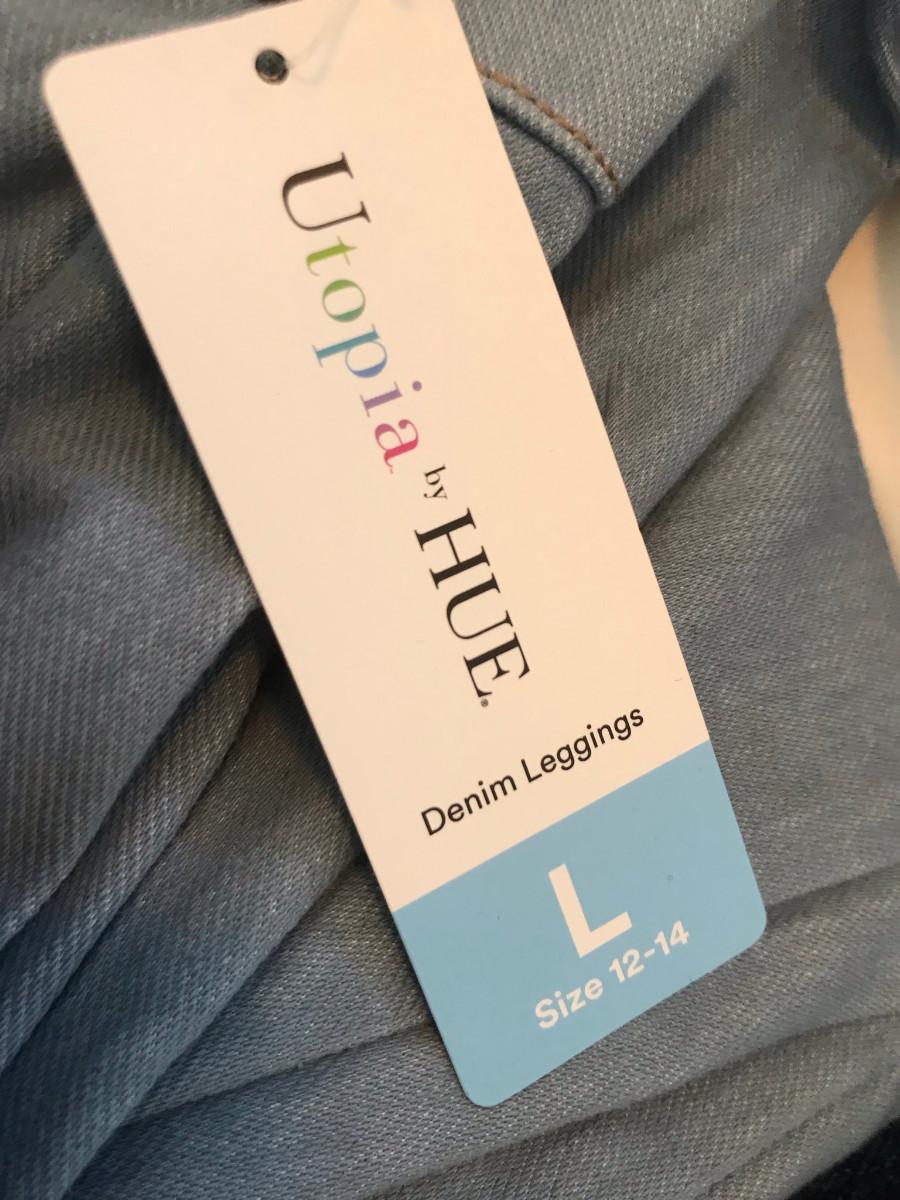 Utopia by HUE®
Denim Leggings
L
Size 12-14